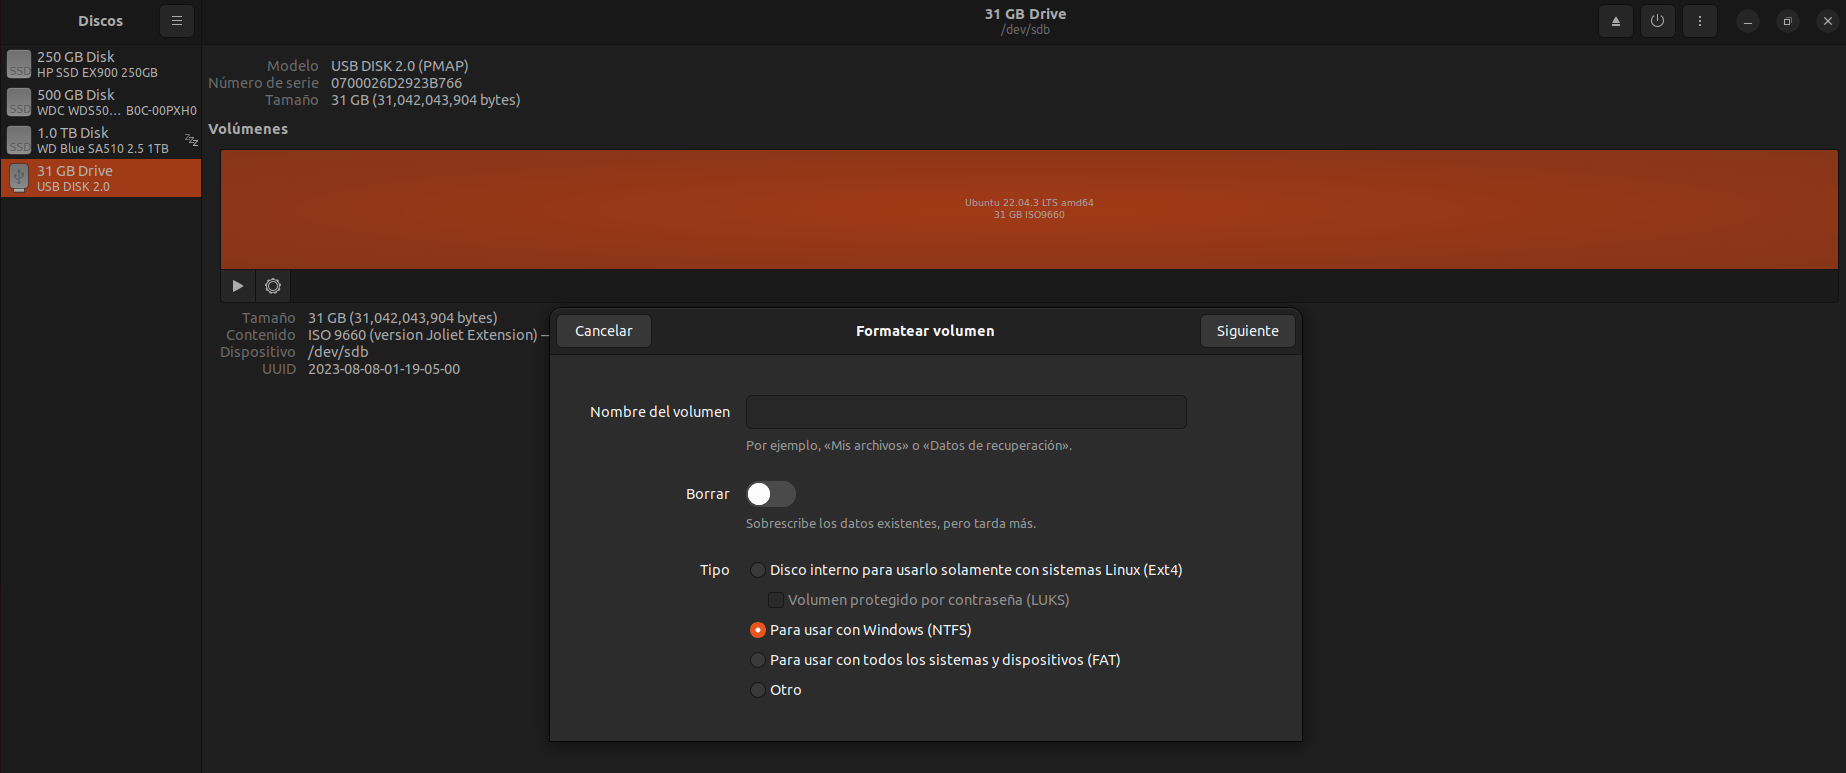 Discos
31 GB Drive
/dev/sdb
250 GB Disk
HP SSD EX900 250GB
500 GB Disk
WDC WDS50… B0C-00PXH0
1.0 TB Disk
WD Blue SA510 2.5 1TB
31 GB Drive
USB DISK 2.0
SSD
SSD
SSD
Modelo USB DISK 2.0 (PMAP)
Número de serie 0700026D2923B766
Tamaño 31 GB (31,042,043,904 bytes)
Volúmenes
Ubuntu 22.04.3 LTS amd64
31 GB ISO9660
Tamaño 31 GB (31,042,043,904 bytes)
Contenido ISO 9660 (version Joliet Extension) —
Dispositivo /dev/sdb
UUID 2023-08-08-01-19-05-00
Cancelar Formatear volumen Siguiente
Nombre del volumen
Por ejemplo, «Mis archivos» o «Datos de recuperación».
Borrar
Sobrescribe los datos existentes, pero tarda más.
Tipo Disco interno para usarlo solamente con sistemas Linux (Ext4)
Volumen protegido por contraseña (LUKS)
Para usar con Windows (NTFS)
Para usar con todos los sistemas y dispositivos (FAT)
Otro